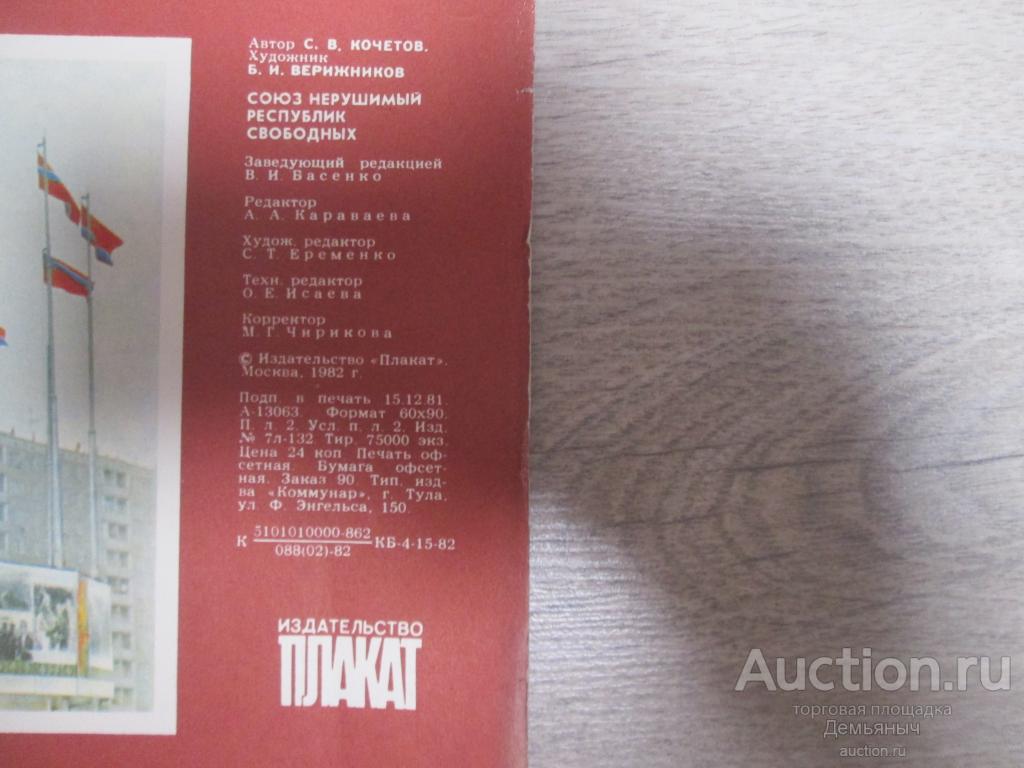 Автор С. В. КОЧЕТОВ.
Художник
Б. И. ВЕРИЖНИКОВ
СОЮЗ НЕРУШИМЫЙ
РЕСПУБЛИК
СВОБОДНЫХ
Заведующий редакцией
В. И. Басенко
Редактор
А. А. Караваева
Худож. редактор
С. Т. Еременко
Техн. редактор
О. Е. Исаева
Корректор
М. Г. Чирикова
© Издательство «Плакат».
Москва, 1982 г.
Подп. в печать 15.12.81.
А-13063. Формат 60х90.
П. л. 2. Усл. п. л. 2. Изд.
№ 7л-132 Тир. 75000 экз.
Цена 24 коп Печать оф-
сетная. Бумага офсет-
ная. Заказ 90 Тип. изд-
ва «Коммунар», г. Тула,
ул. Ф. Энгельса, 150.
К 5101010000-862 КБ-4-15-82
088(02)-82
ИЗДАТЕЛЬСТВО
ПЛАКАТ
Auction.ru
торговая площадка
Демьяныч
auction.ru